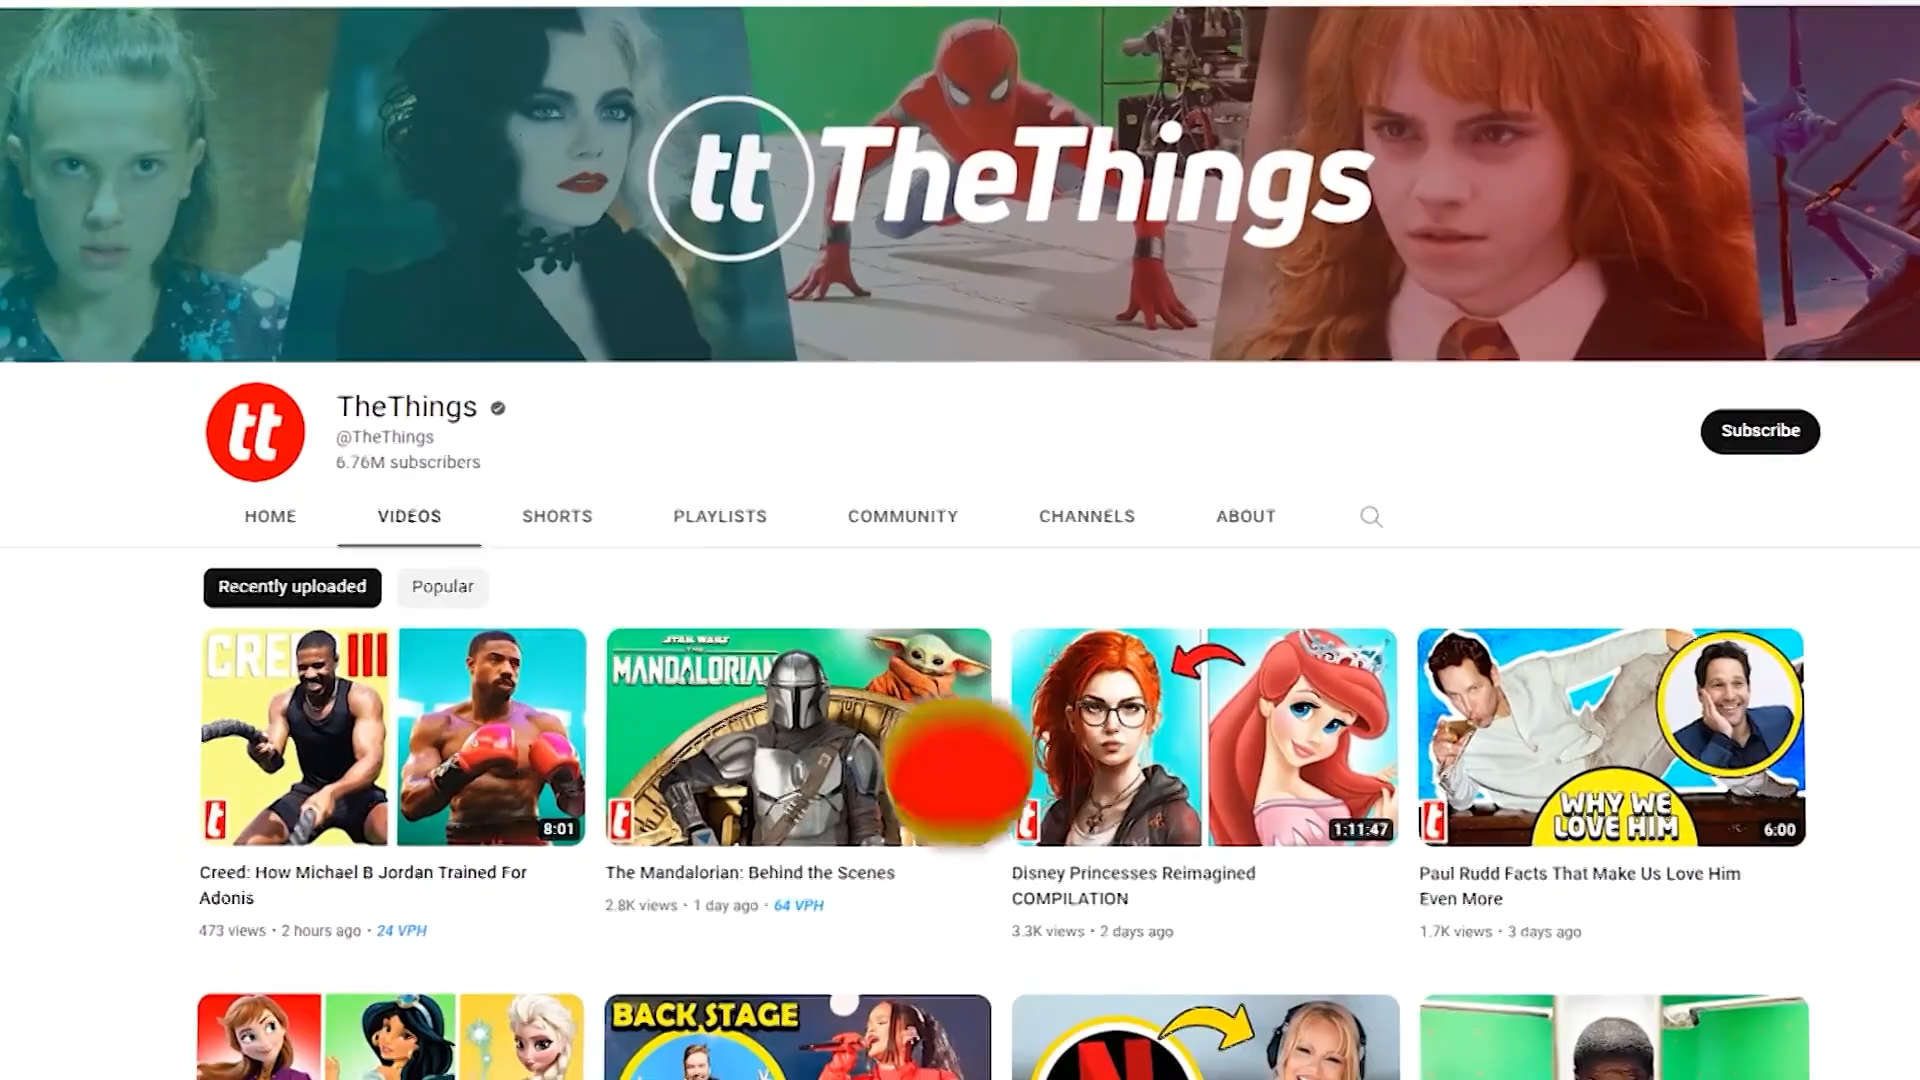 tt TheThings
tt
TheThings
@TheThings
6.76M subscribers
Subscribe
HOME VIDEOS SHORTS PLAYLISTS COMMUNITY CHANNELS ABOUT
Recently uploaded Popular
CREED III
t
8:01
STAR WARS
THE
MANDALORIAN
t
t
1:11:47
WHY WE
LOVE HIM
t
6:00
Creed: How Michael B Jordan Trained For
Adonis
473 views • 2 hours ago • 24 VPH
The Mandalorian: Behind the Scenes
2.8K views • 1 day ago • 64 VPH
Disney Princesses Reimagined
COMPILATION
3.3K views • 2 days ago
Paul Rudd Facts That Make Us Love Him
Even More
1.7K views • 3 days ago
BACK STAGE
N